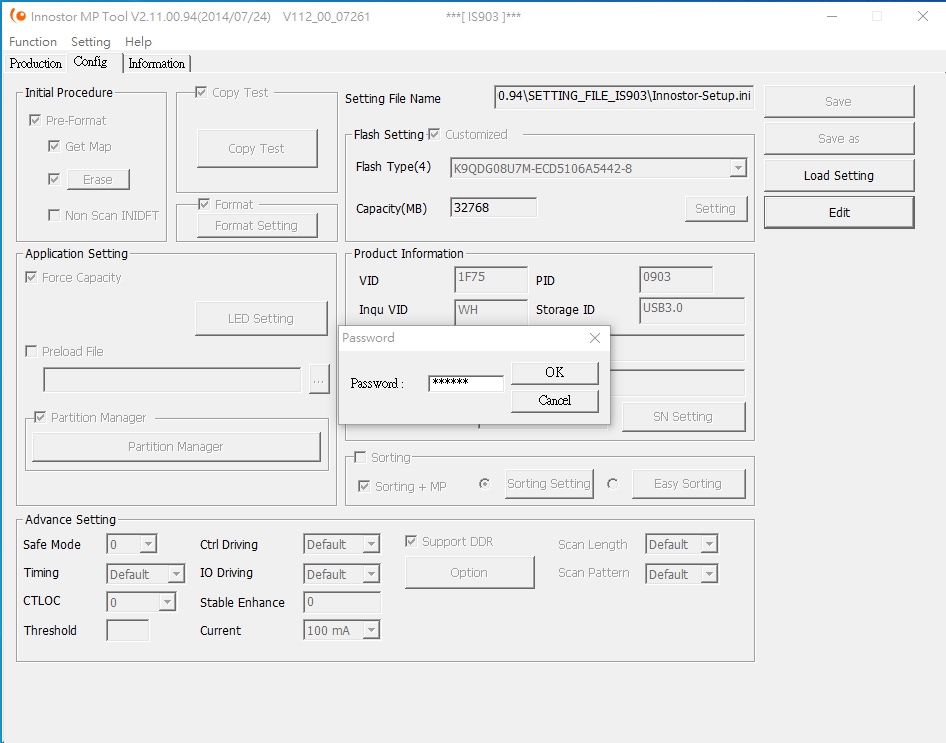 Innostor MP Tool V2.11.00.94(2014/07/24) V112_00_07261 ***[ IS903 ]***
Function Setting Help
Production Config Information
Initial Procedure
Pre-Format
Get Map
Erase
Non Scan INIDFT
Copy Test
Copy Test
Format
Format Setting
Setting File Name 0.94\SETTING_FILE_IS903\Innostor-Setup.ini
Flash Setting Customized
Flash Type(4) K9QDG08U7M-ECD5106A5442-8
Capacity(MB) 32768 Setting
Save
Save as
Load Setting
Edit
Application Setting
Force Capacity
LED Setting
Preload File
...
Partition Manager
Partition Manager
Product Information
VID 1F75 PID 0903
Inqu VID WH Storage ID USB3.0
Password
Password : ****** OK
Cancel
SN Setting
Sorting
Sorting + MP Sorting Setting Easy Sorting
Advance Setting
Safe Mode 0 Ctrl Driving Default Support DDR Scan Length Default
Timing Default IO Driving Default Option Scan Pattern Default
CTLOC 0 Stable Enhance 0
Threshold Current 100 mA